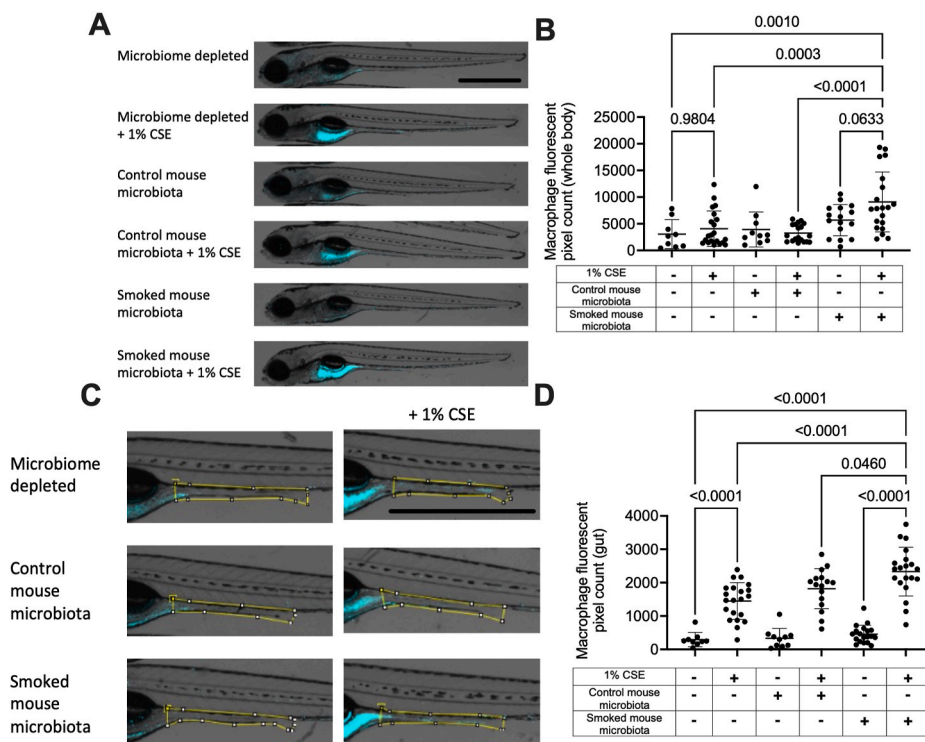 A
Microbiome depleted
Microbiome depleted
+ 1% CSE
Control mouse
microbiota
Control mouse
microbiota + 1% CSE
Smoked mouse
microbiota
Smoked mouse
microbiota + 1% CSE
B
0.0010
0.0003
<0.0001
0.9804
0.0633
Macrophage fluorescent
pixel count (whole body)
25000
20000
15000
10000
5000
0
1% CSE - + - + - +
Control mouse
microbiota - - + + - -
Smoked mouse
microbiota - - - - + +
C
+ 1% CSE
Microbiome
depleted
Control
mouse
microbiota
Smoked
mouse
microbiota
D
<0.0001
<0.0001
0.0460
<0.0001
<0.0001
Macrophage fluorescent
pixel count (gut)
4000
3000
2000
1000
0
1% CSE - + - + - +
Control mouse
microbiota - - + + - -
Smoked mouse
microbiota - - - - + +